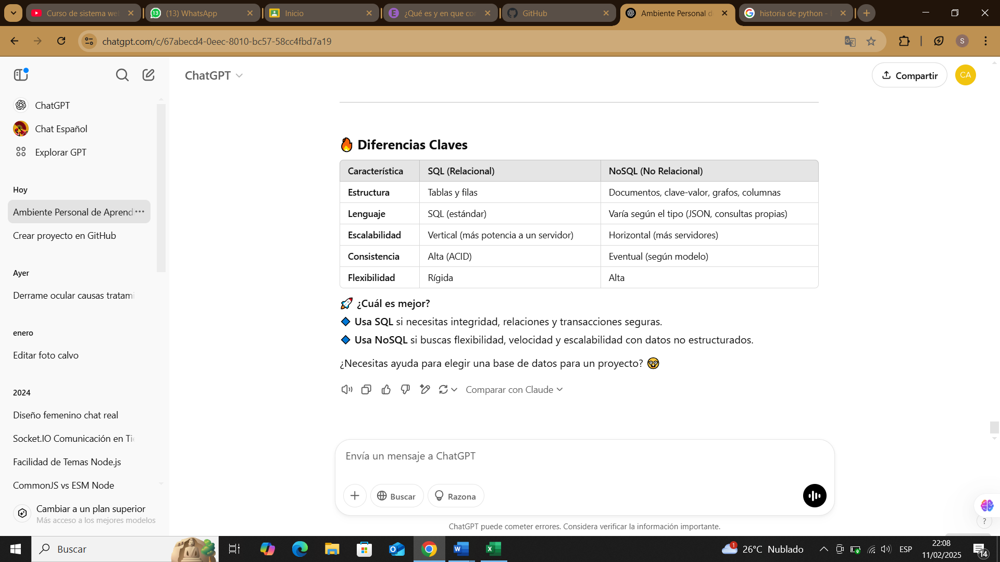 Curso de sistema we
(13) WhatsApp
Inicio
¿Qué es y en que co
GitHub
Ambiente Personal d
historia de python -
chatgpt.com/c/67abecd4-0eec-8010-bc57-58cc4fbd7a19
S
ChatGPT
Compartir
CA
ChatGPT
Chat Español
Explorar GPT
Hoy
Ambiente Personal de Aprend
Crear proyecto en GitHub
Ayer
Derrame ocular causas tratami
enero
Editar foto calvo
2024
Diseño femenino chat real
Socket.IO Comunicación en Tie
Facilidad de Temas Node.js
CommonJS vs ESM Node
Cambiar a un plan superior
Más acceso a los mejores modelos
🔥 Diferencias Claves
Característica SQL (Relacional) NoSQL (No Relacional)
Estructura Tablas y filas Documentos, clave-valor, grafos, columnas
Lenguaje SQL (estándar) Varía según el tipo (JSON, consultas propias)
Escalabilidad Vertical (más potencia a un servidor) Horizontal (más servidores)
Consistencia Alta (ACID) Eventual (según modelo)
Flexibilidad Rígida Alta
🚀 ¿Cuál es mejor?
🔷 Usa SQL si necesitas integridad, relaciones y transacciones seguras.
🔷 Usa NoSQL si buscas flexibilidad, velocidad y escalabilidad con datos no estructurados.
¿Necesitas ayuda para elegir una base de datos para un proyecto? 🤓
Comparar con Claude
Envía un mensaje a ChatGPT
Buscar
Razona
ChatGPT puede cometer errores. Considera verificar la información importante.
?
Buscar
1
26°C Nublado
ESP
22:08
11/02/2025
14